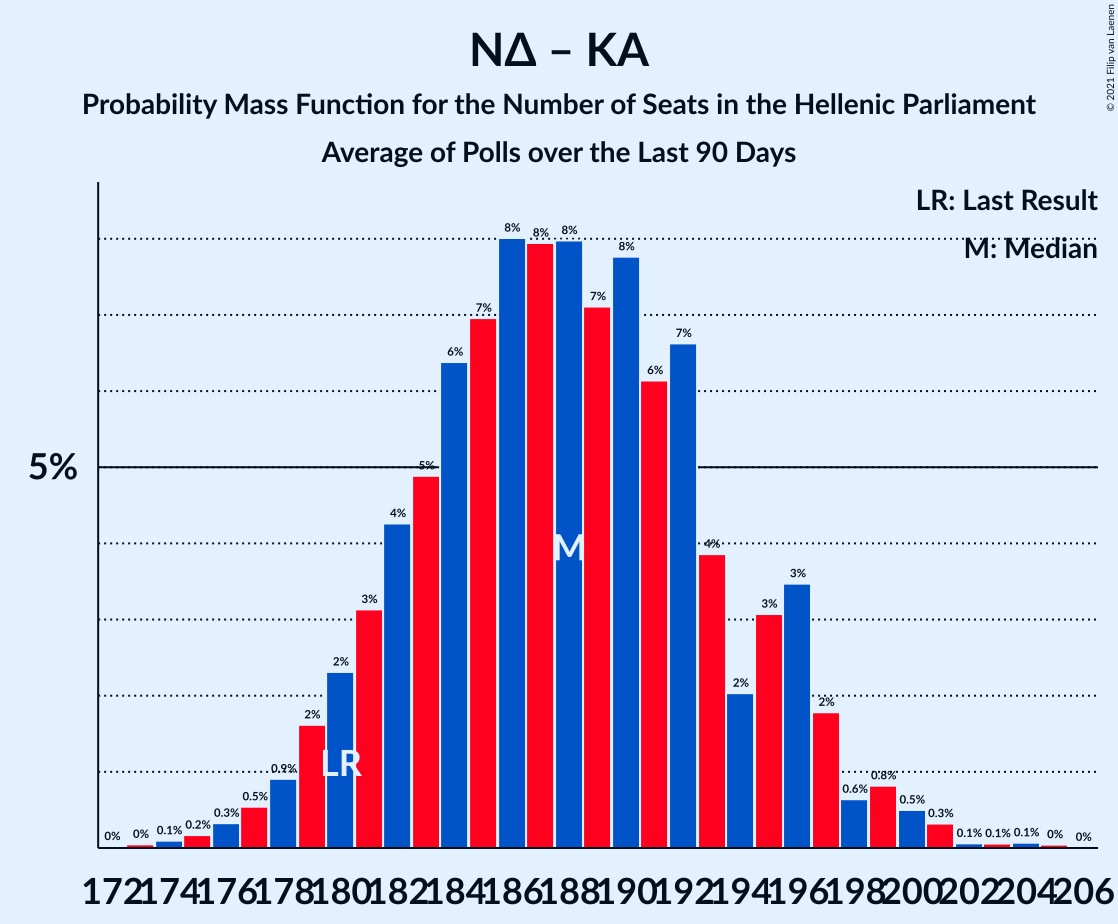 ΝΔ – ΚΑ
Probability Mass Function for the Number of Seats in the Hellenic Parliament
Average of Polls over the Last 90 Days
© 2021 Filip van Laenen
LR: Last Result
M: Median
5%
0% 0% 0.1% 0.2% 0.3% 0.5% 0.9% 2% 2% 3% 4% 5% 6% 7% 8% 8% 8% 7% 8% 6% 7% 4% 2% 3% 3% 2% 0.6% 0.8% 0.5% 0.3% 0.1% 0.1% 0.1% 0% 0%
M
LR
172 174 176 178 180 182 184 186 188 190 192 194 196 198 200 202 204 206